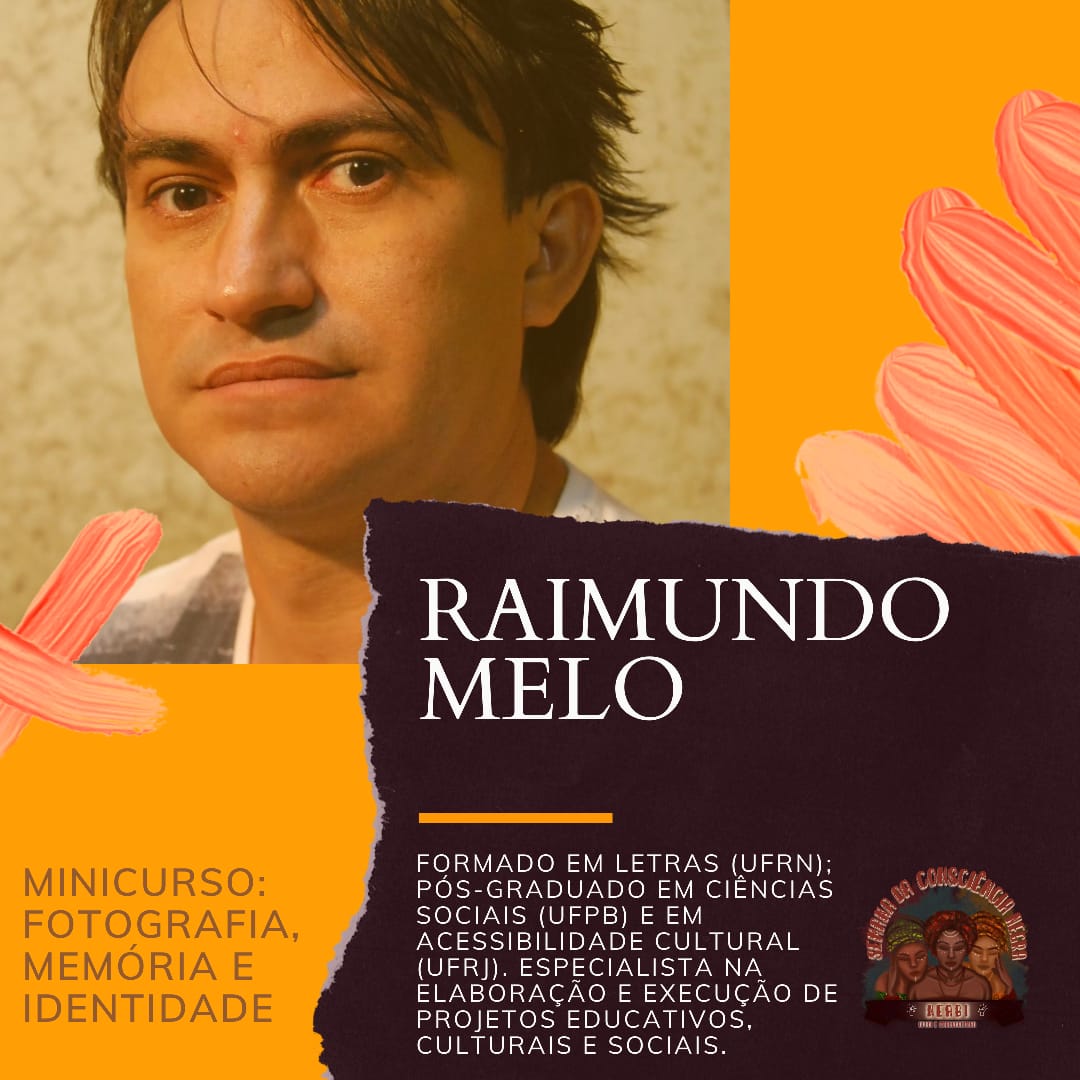 RAIMUNDO
MELO
FORMADO EM LETRAS (UFRN);
PÓS-GRADUADO EM CIÊNCIAS
SOCIAIS (UFPB) E EM
ACESSIBILIDADE CULTURAL
(UFRJ). ESPECIALISTA NA
ELABORAÇÃO E EXECUÇÃO DE
PROJETOS EDUCATIVOS,
CULTURAIS E SOCIAIS.
MINICURSO:
FOTOGRAFIA,
MEMÓRIA E
IDENTIDADE
SEMANA DA CONSCIÊNCIA NEGRA